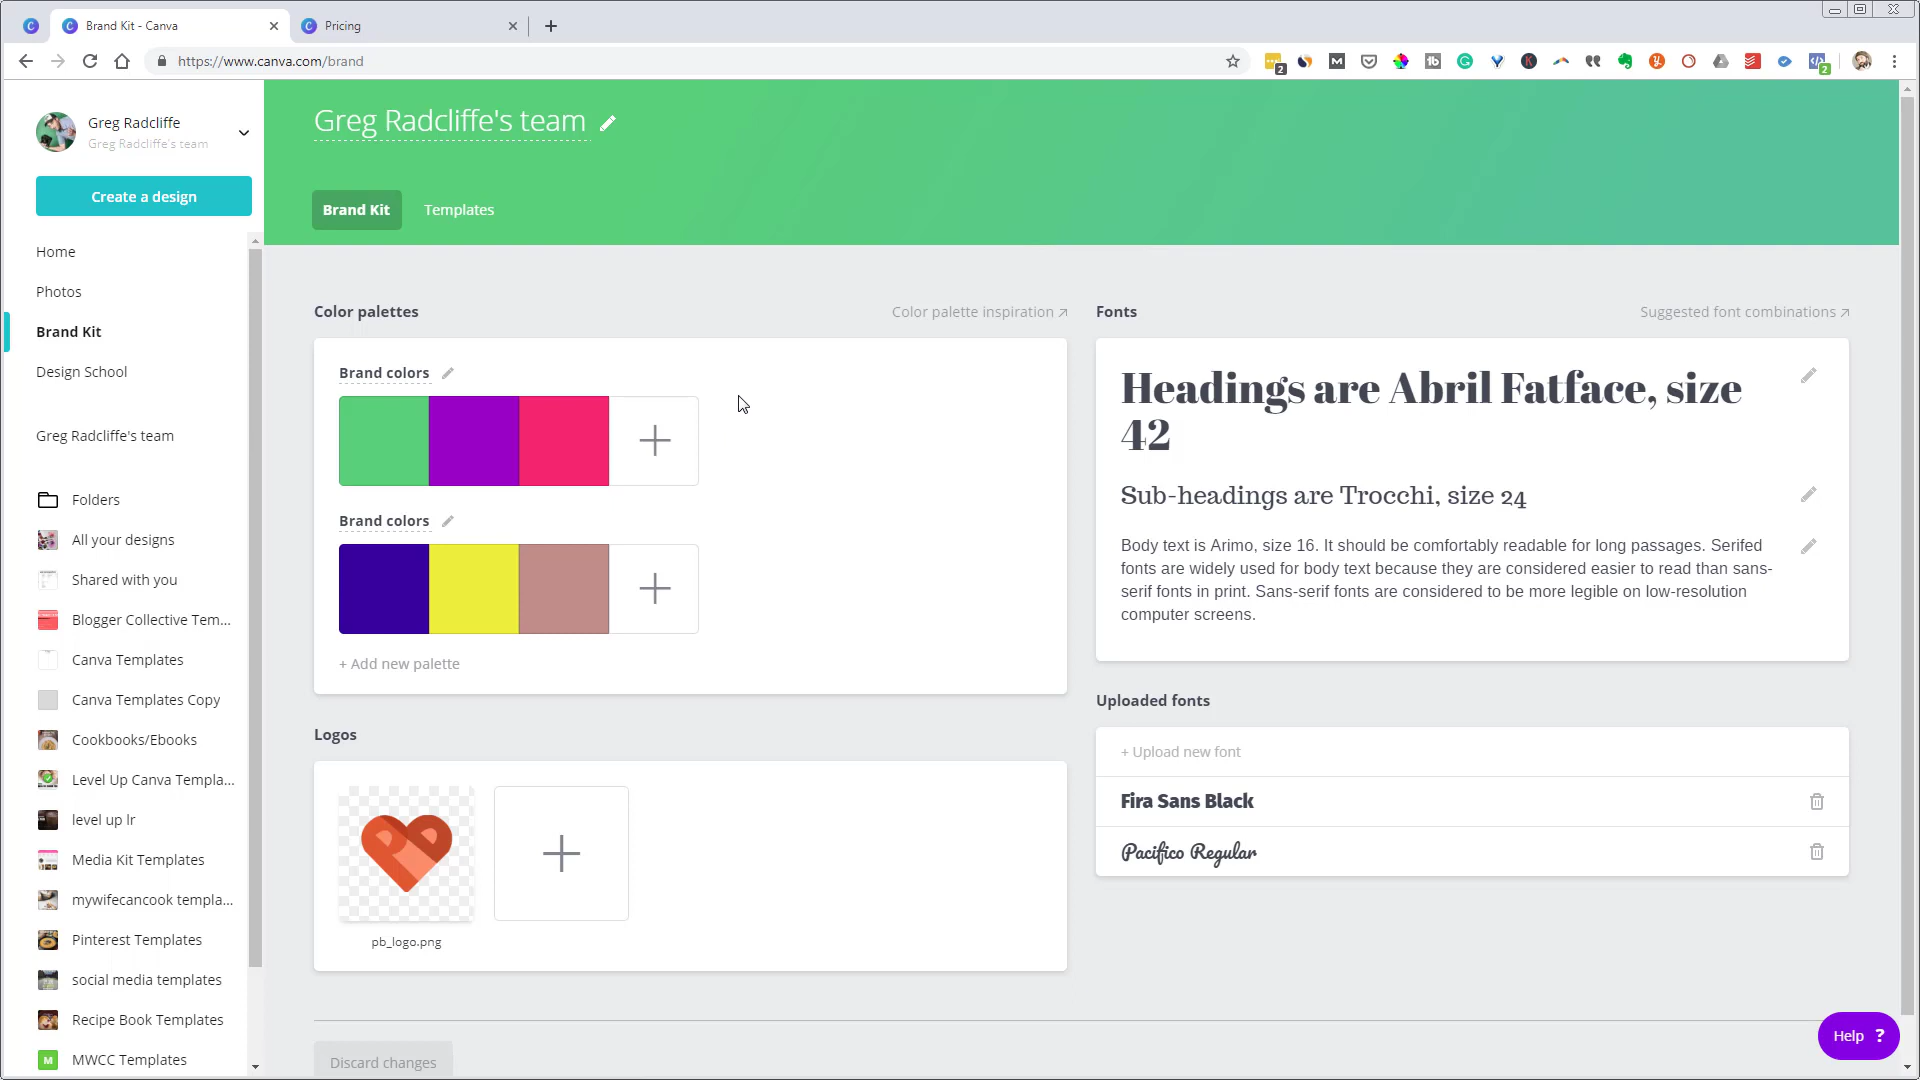 Brand Kit - Canva
Pricing
https://www.canva.com/brand
2
2
Greg Radcliffe
Greg Radcliffe's team
Create a design
Home
Photos
Brand Kit
Design School
Greg Radcliffe's team
Folders
All your designs
Shared with you
Blogger Collective Tem...
Canva Templates
Canva Templates Copy
Cookbooks/Ebooks
Level Up Canva Templa...
level up lr
Media Kit Templates
mywifecancook templa...
Pinterest Templates
social media templates
Recipe Book Templates
M MWCC Templates
Greg Radcliffe's team
Brand Kit Templates
Color palettes
Color palette inspiration
Brand colors
Brand colors
+ Add new palette
Logos
pb_logo.png
Discard changes
Fonts
Suggested font combinations
Headings are Abril Fatface, size
42
Sub-headings are Trocchi, size 24
Body text is Arimo, size 16. It should be comfortably readable for long passages. Serifed
fonts are widely used for body text because they are considered easier to read than sans-
serif fonts in print. Sans-serif fonts are considered to be more legible on low-resolution
computer screens.
Uploaded fonts
+ Upload new font
Fira Sans Black
Pacifico Regular
Help ?